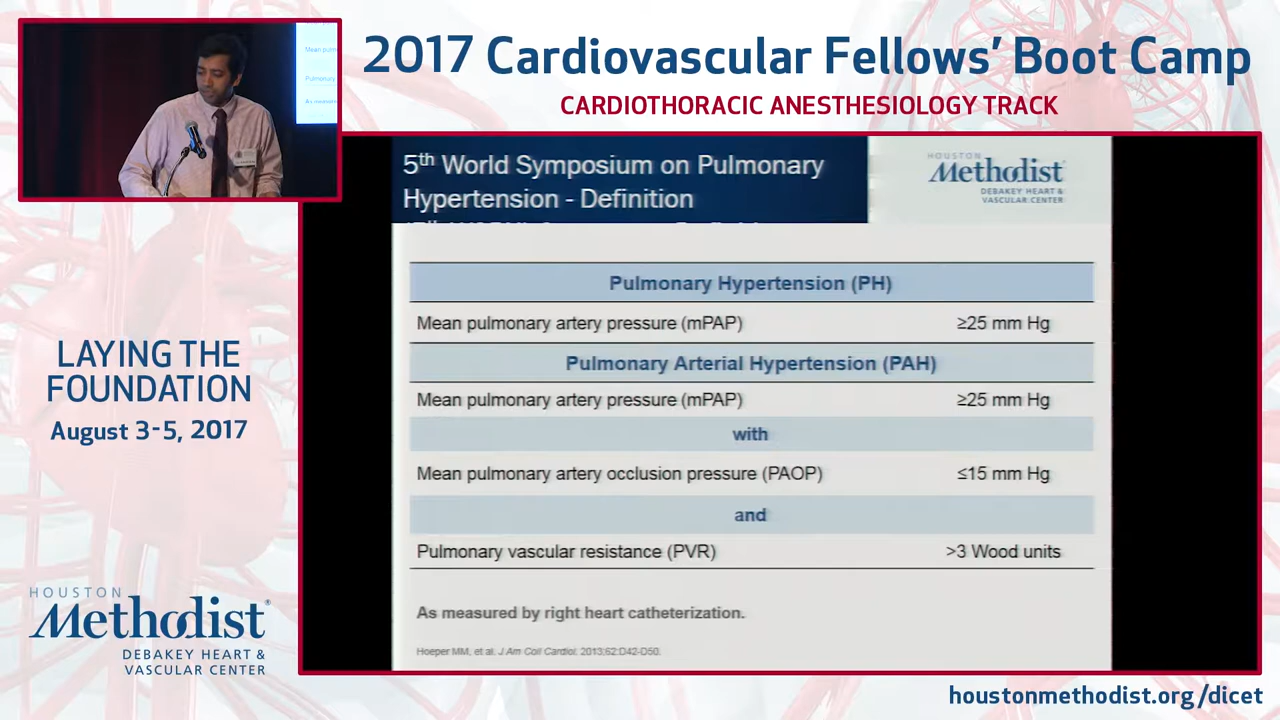 2017 Cardiovascular Fellows' Boot Camp
CARDIOTHORACIC ANESTHESIOLOGY TRACK
Mean pulm
Pulmonary
As measure
5th World Symposium on Pulmonary
Hypertension - Definition
HOUSTON
Methodist
DEBAKEY HEART &
VASCULAR CENTER
Pulmonary Hypertension (PH)
Mean pulmonary artery pressure (mPAP) ≥25 mm Hg
Pulmonary Arterial Hypertension (PAH)
Mean pulmonary artery pressure (mPAP) ≥25 mm Hg
with
Mean pulmonary artery occlusion pressure (PAOP) ≤15 mm Hg
and
Pulmonary vascular resistance (PVR) >3 Wood units
As measured by right heart catheterization.
Hoeper MM, et al. J Am Coll Cardiol. 2013;62:D42-D50.
LAYING THE
FOUNDATION
August 3-5, 2017
HOUSTON
Methodist®
DEBAKEY HEART &
VASCULAR CENTER
houstonmethodist.org/dicet